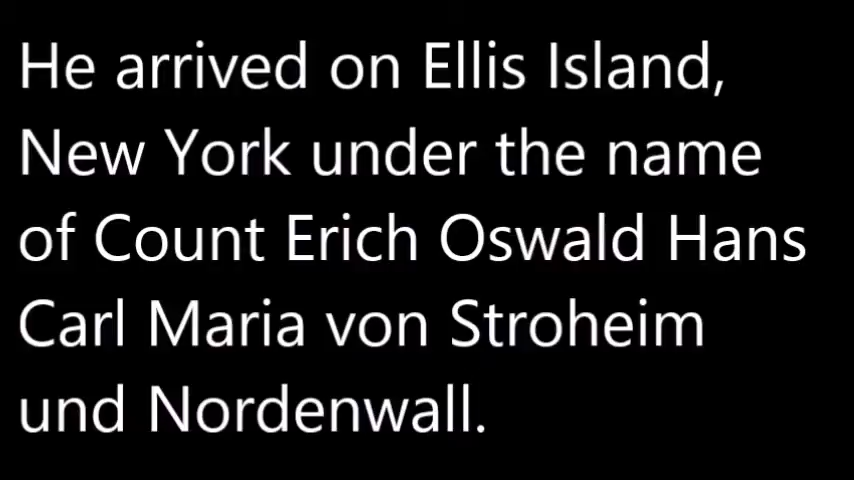 He arrived on Ellis Island,
New York under the name
of Count Erich Oswald Hans
Carl Maria von Stroheim
und Nordenwall.